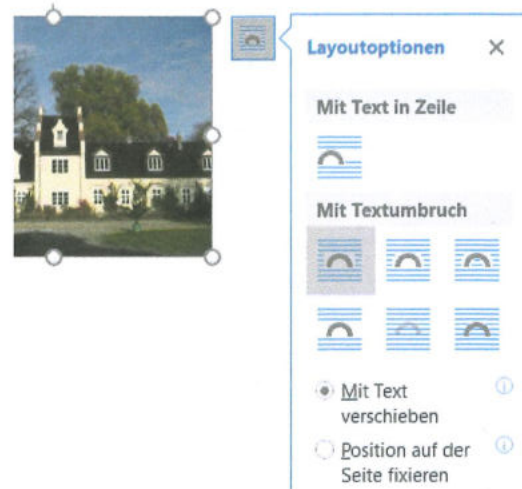 Layoutoptionen
Mit Text in Zeile
Mit Textumbruch
Mit Text
verschieben
Position auf der
Seite fixieren